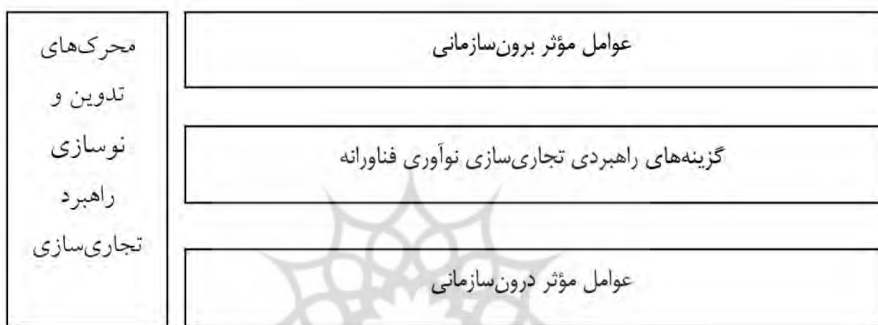 عوامل مؤثر برون‌سازمانی
گزینه‌های راهبردی تجاری‌سازی نوآوری فناورانه
عوامل مؤثر درون‌سازمانی
محرک‌های
تدوین و
نوسازی
راهبرد
تجاری‌سازی